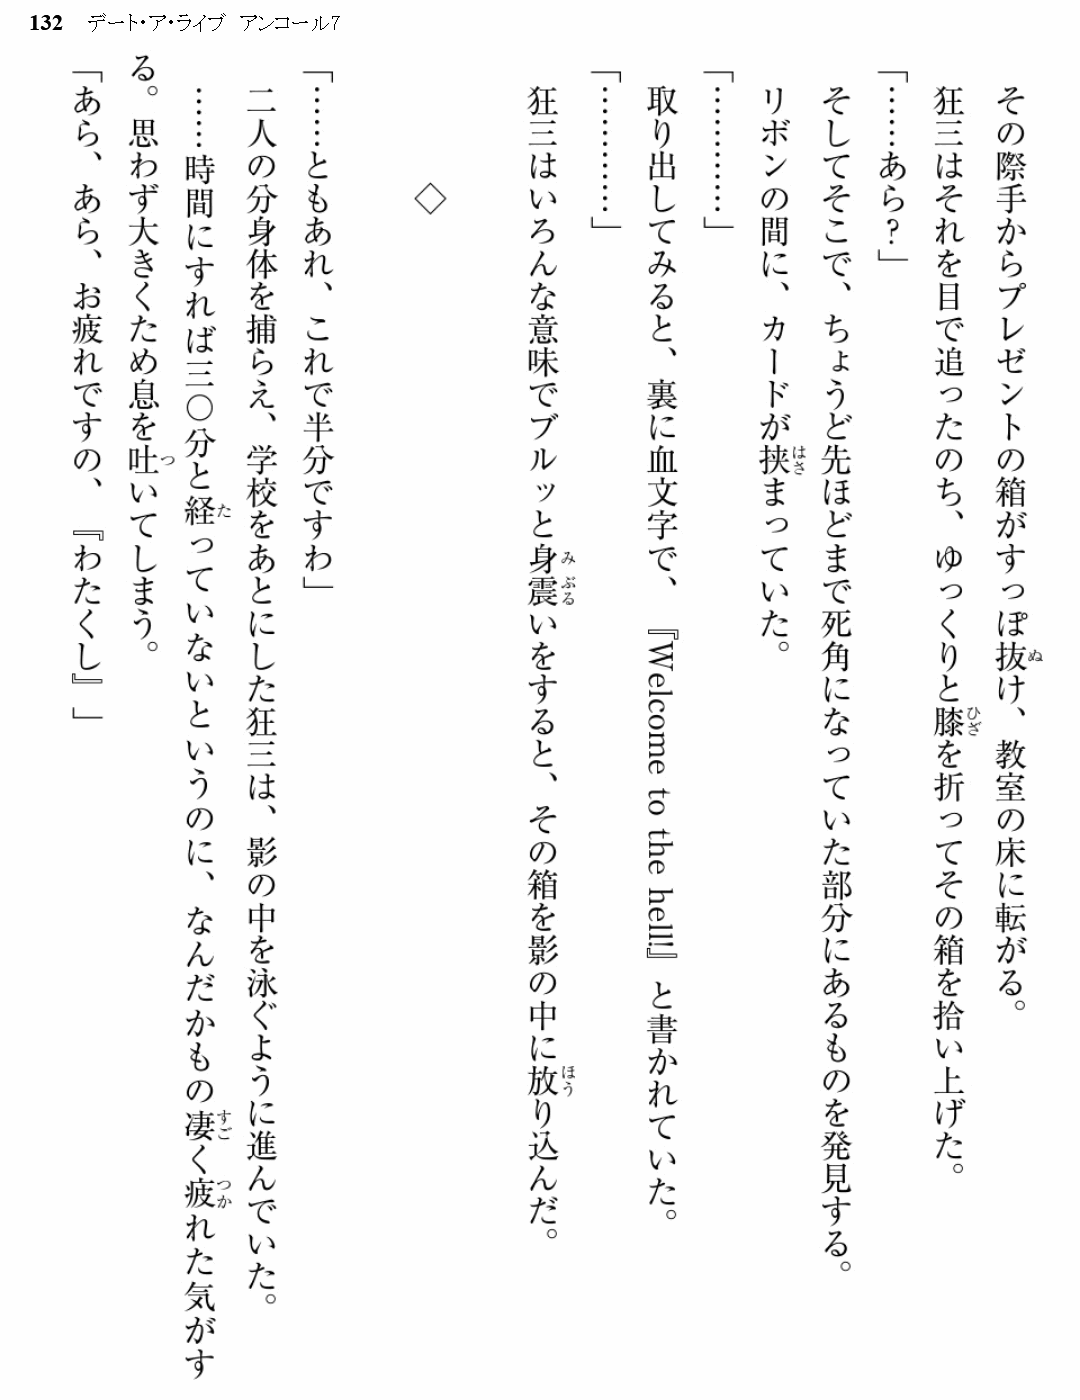 132 デート・ア・ライブ アンコール7
その際手からプレゼントの箱がすっぽ抜け、教室の床に転がる。
狂三はそれを目で追ったのち、ゆっくりと膝を折ってその箱を拾い上げた。
「……あら?」
そしてそこで、ちょうど先ほどまで死角になっていた部分にあるものを発見する。
リボンの間に、カードが挟まっていた。
「…………」
取り出してみると、裏に血文字で、『Welcome to the hell!』と書かれていた。
「…………」
狂三はいろんな意味でブルッと身震いをすると、その箱を影の中に放り込んだ。
◇
「……ともあれ、これで半分ですわ」
二人の分身体を捕らえ、学校をあとにした狂三は、影の中を泳ぐように進んでいた。
……時間にすれば三〇分と経っていないというのに、なんだかもの凄く疲れた気がす
る。思わず大きくため息を吐いてしまう。
「あら、あら、お疲れですの、『わたくし』」